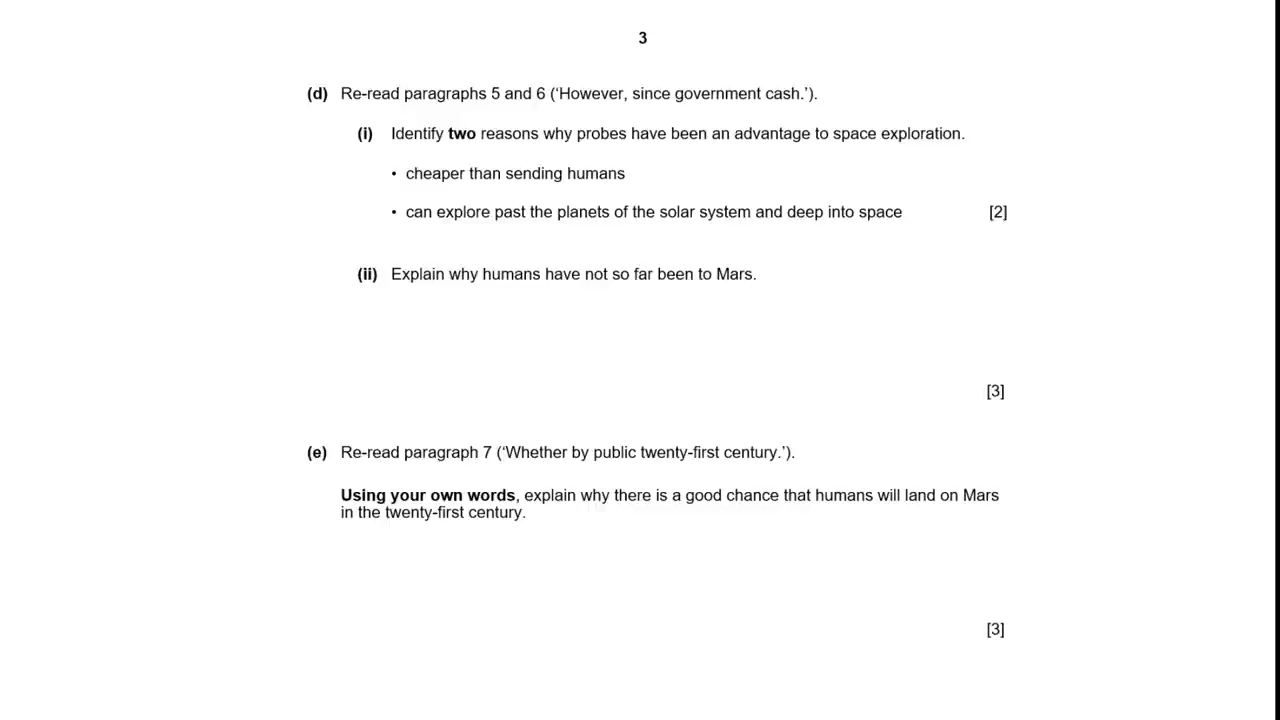 3
(d) Re-read paragraphs 5 and 6 (‘However, since government cash.’).
(i) Identify two reasons why probes have been an advantage to space exploration.
• cheaper than sending humans
• can explore past the planets of the solar system and deep into space [2]
(ii) Explain why humans have not so far been to Mars.
[3]
(e) Re-read paragraph 7 (‘Whether by public twenty-first century.’).
Using your own words, explain why there is a good chance that humans will land on Mars
in the twenty-first century.
[3]